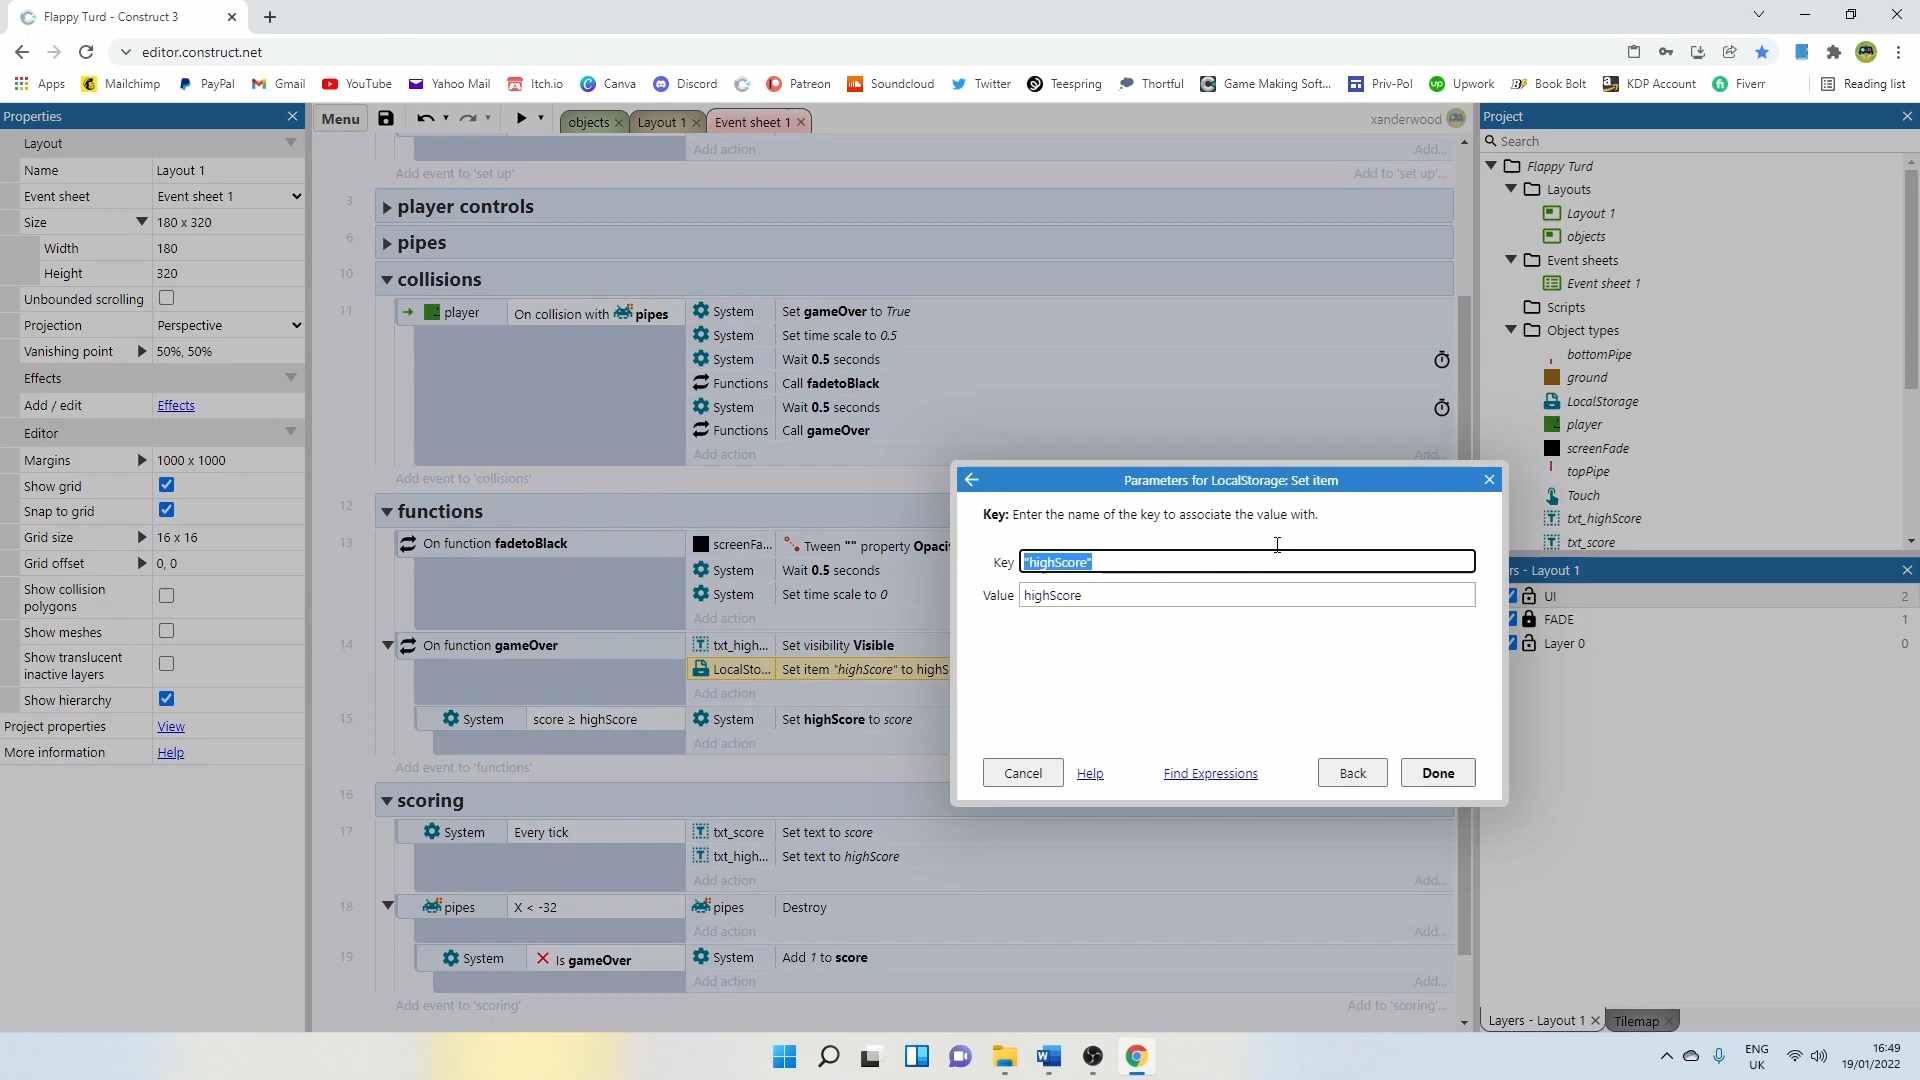 Flappy Turd - Construct 3
editor.construct.net
Apps Mailchimp PayPal Gmail YouTube Yahoo Mail Itch.io Canva Discord Patreon Soundcloud Twitter Teespring Thortful Game Making Soft... Priv-Pol Upwork Book Bolt KDP Account Fiverr Reading list
Properties
Layout
Name Layout 1
Event sheet Event sheet 1
Size 180 x 320
Width 180
Height 320
Unbounded scrolling
Projection Perspective
Vanishing point 50%, 50%
Effects
Add / edit Effects
Editor
Margins 1000 x 1000
Show grid
Snap to grid
Grid size 16 x 16
Grid offset 0, 0
Show collision
polygons
Show meshes
Show translucent
inactive layers
Show hierarchy
Project properties View
More information Help
Menu objects Layout 1 Event sheet 1 xanderwood
Add action Add...
Add event to 'set up' Add to 'set up'...
3 player controls
6 pipes
10 collisions
11 player On collision with pipes System Set gameOver to True
System Set time scale to 0.5
System Wait 0.5 seconds
Functions Call fadetoBlack
System Wait 0.5 seconds
Functions Call gameOver
Add action Add...
Add event to 'collisions'
12 functions
13 On function fadetoBlack screenFa... Tween "" property Opaci
System Wait 0.5 seconds
System Set time scale to 0
Add action
14 On function gameOver txt_high... Set visibility Visible
LocalSto... Set item "highScore" to highS
Add action
15 System score ≥ highScore System Set highScore to score
Add action
Add event to 'functions'
16 scoring
17 System Every tick txt_score Set text to score
txt_high... Set text to highScore
Add action Add...
18 pipes X < -32 pipes Destroy
Add action Add...
19 System Is gameOver System Add 1 to score
Add action Add...
Add event to 'scoring' Add to 'scoring'...
Parameters for LocalStorage: Set item
Key: Enter the name of the key to associate the value with.
Key "highScore"
Value highScore
Cancel Help Find Expressions Back Done
Project
Search
Flappy Turd
Layouts
Layout 1
objects
Event sheets
Event sheet 1
Scripts
Object types
bottomPipe
ground
LocalStorage
player
screenFade
topPipe
Touch
txt_highScore
txt_score
rs - Layout 1
UI 2
FADE 1
Layer 0 0
Layers - Layout 1 Tilemap
ENG
UK
16:49
19/01/2022